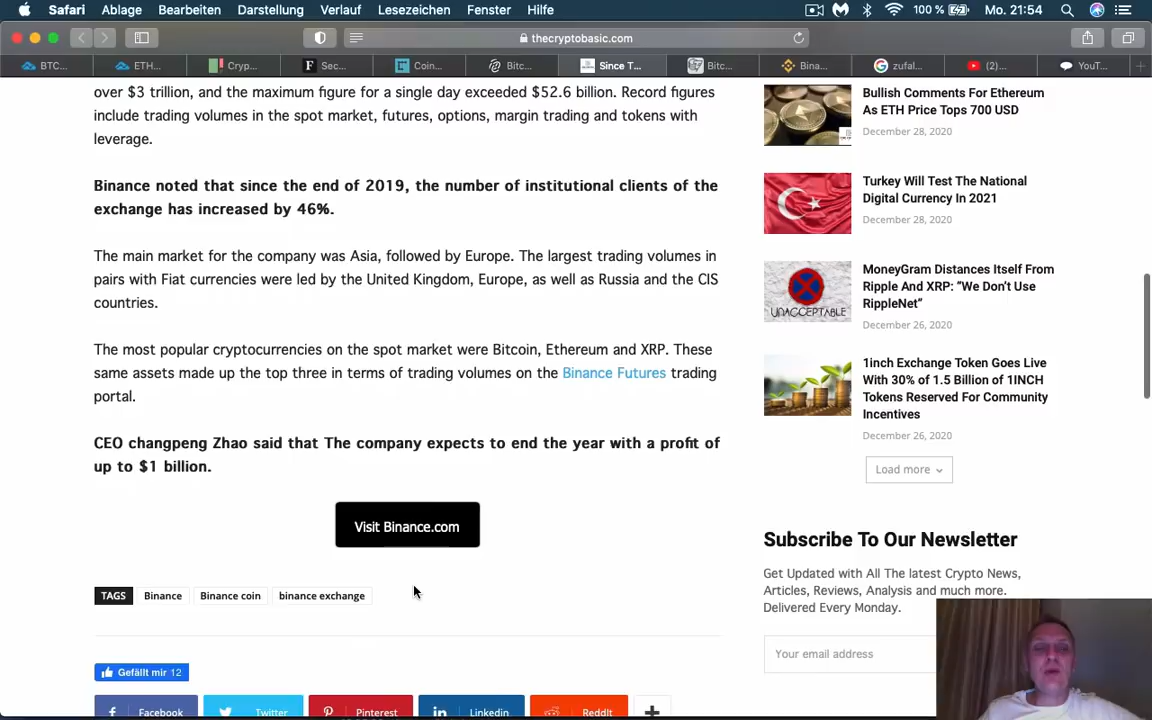 Safari Ablage Bearbeiten Darstellung Verlauf Lesezeichen Fenster Hilfe 100 % Mo. 21:54
thecryptobasic.com
BTC... ETH... Cryp... Sec... Coin... Bitc... Since T... Bitc... Bina... zufal... (2)... YouT...
over $3 trillion, and the maximum figure for a single day exceeded $52.6 billion. Record figures
include trading volumes in the spot market, futures, options, margin trading and tokens with
leverage.
Binance noted that since the end of 2019, the number of institutional clients of the
exchange has increased by 46%.
The main market for the company was Asia, followed by Europe. The largest trading volumes in
pairs with Fiat currencies were led by the United Kingdom, Europe, as well as Russia and the CIS
countries.
The most popular cryptocurrencies on the spot market were Bitcoin, Ethereum and XRP. These
same assets made up the top three in terms of trading volumes on the Binance Futures trading
portal.
CEO changpeng Zhao said that The company expects to end the year with a profit of
up to $1 billion.
Visit Binance.com
TAGS Binance Binance coin binance exchange
Gefällt mir 12
Facebook Twitter Pinterest Linkedin ReddIt
Bullish Comments For Ethereum
As ETH Price Tops 700 USD
December 28, 2020
Turkey Will Test The National
Digital Currency In 2021
December 28, 2020
UNACCEPTABLE
MoneyGram Distances Itself From
Ripple And XRP: “We Don’t Use
RippleNet”
December 26, 2020
1inch Exchange Token Goes Live
With 30% of 1.5 Billion of 1INCH
Tokens Reserved For Community
Incentives
December 26, 2020
Load more
Subscribe To Our Newsletter
Get Updated with All The latest Crypto News,
Articles, Reviews, Analysis and much more.
Delivered Every Monday.
Your email address